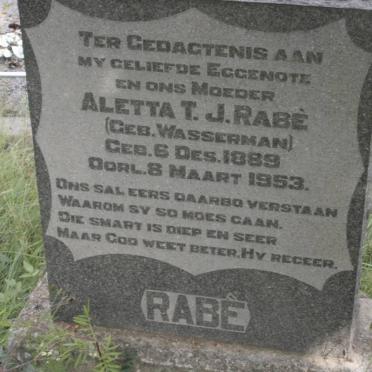 TER GEDAGTENIS AAN
MY GELIEFDE EGGENOTE
EN ONS MOEDER
ALETTA T. J. RABÈ
(GEB. WASSERMAN)
GEB. 6 DES. 1889
OORL. 8 MAART 1953.
ONS SAL EERS DAARBO VERSTAAN
WAAROM SY SO MOES GAAN.
DIE SMART IS DIEP EN SEER
MAAR GOD WEET BETER, HY REGEER.
RABÈ